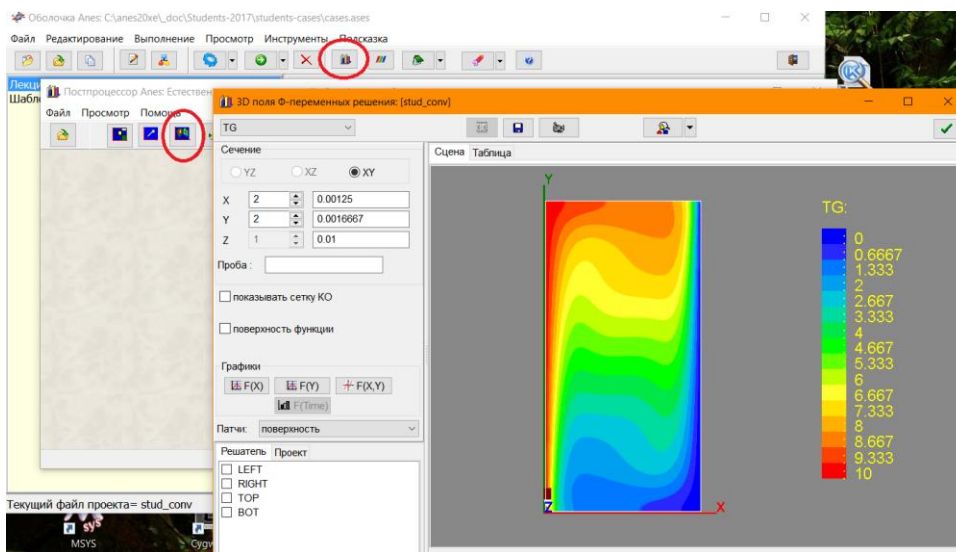 Оболочка Anes: C:\anes20xe\_doc\Students-2017\students-cases\cases.ases
Файл Редактирование Выполнение Просмотр Инструменты Подсказка
Постпроцессор Anes:
Файл Просмотр Помощь
3D поля Ф-переменных решения: [stud_conv]
TG
Сечение
YZ XZ XY
X 2 0.00125
Y 2 0.0016667
Z 1 0.01
Проба :
показывать сетку КО
поверхность функции
Графики
F(X) F(Y) F(X,Y)
F(Time)
Патчи: поверхность
Решатель Проект
LEFT
RIGHT
TOP
BOT
Сцена Таблица
Y
Z
X
TG:
0
0.6667
1.333
2
2.667
3.333
4
4.667
5.333
6
6.667
7.333
8
8.667
9.333
10
Текущий файл проекта= stud_conv
sys
MSYS